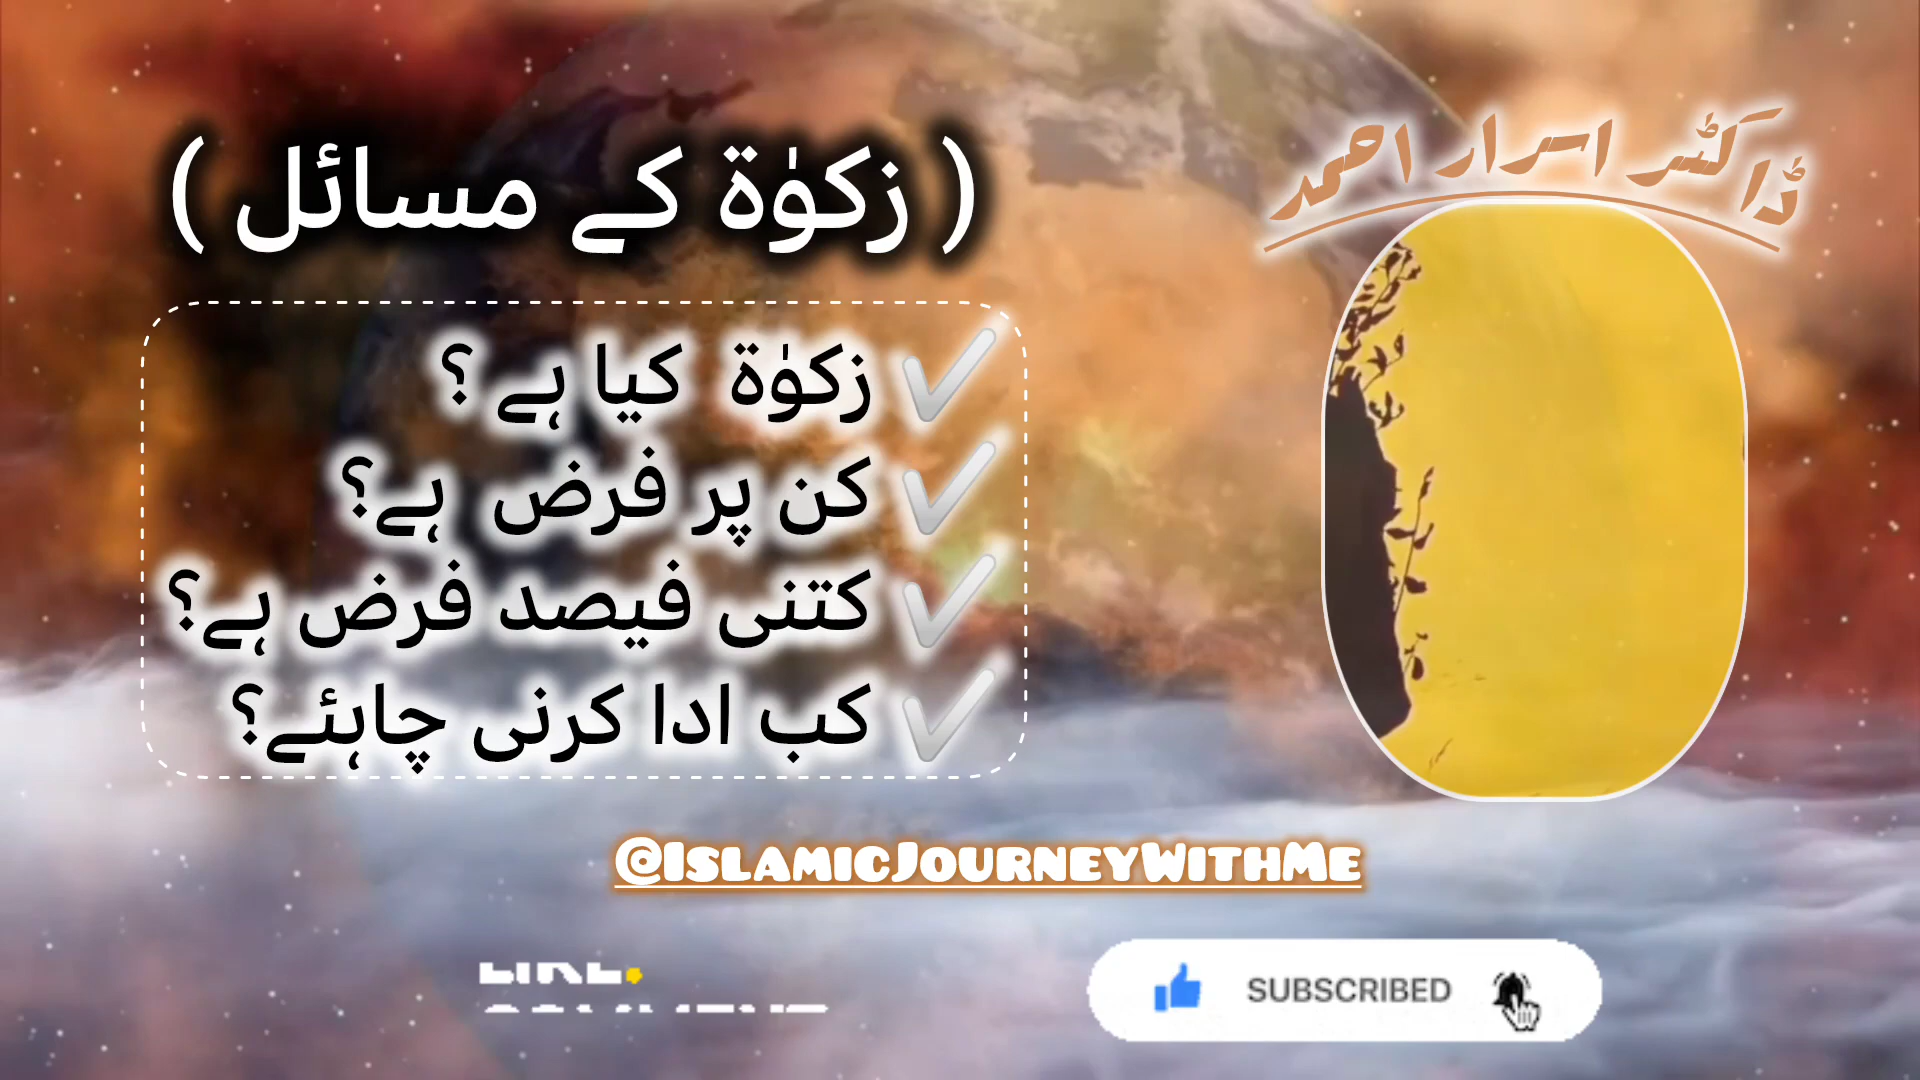 ( زکوٰۃ کے مسائل )
ڈاکٹر اسرار احمد
✔ زکوٰۃ کیا ہے ؟
✔ کن پر فرض ہے؟
✔ کتنی فیصد فرض ہے؟
✔ کب ادا کرنی چاہئے؟
@IslamicJourneyWithMe
SUBSCRIBED